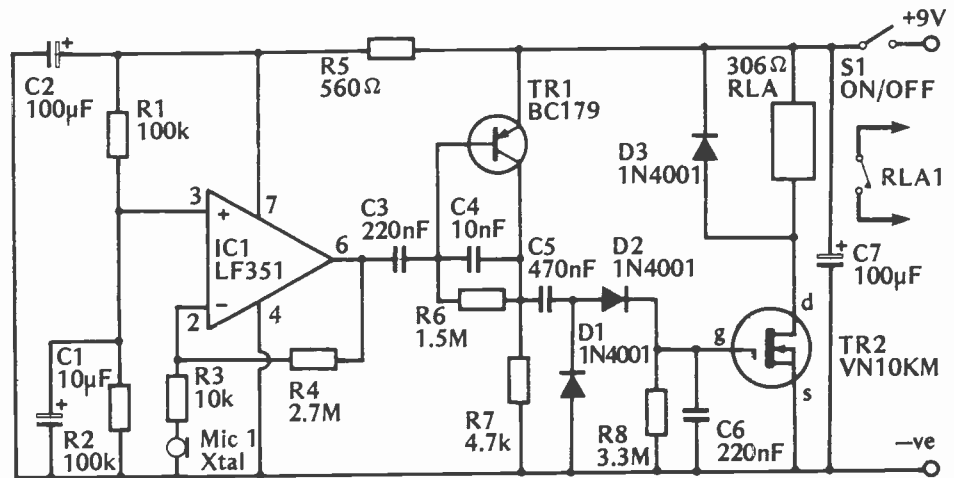 +9V
C2
100µF
R1
100k
R5
560Ω
TR1
BC179
306Ω
RLA
S1
ON/OFF
D3
1N4001
RLA1
3
+
7
IC1
LF351
6
C3
220nF
C4
10nF
C5
470nF
D2
1N4001
C7
100µF
−
2
4
R6
1.5M
D1
1N4001
g
d
s
TR2
VN10KM
C1
10µF
R3
10k
R4
2.7M
R7
4.7k
R8
3.3M
C6
220nF
R2
100k
Mic 1
Xtal
−ve